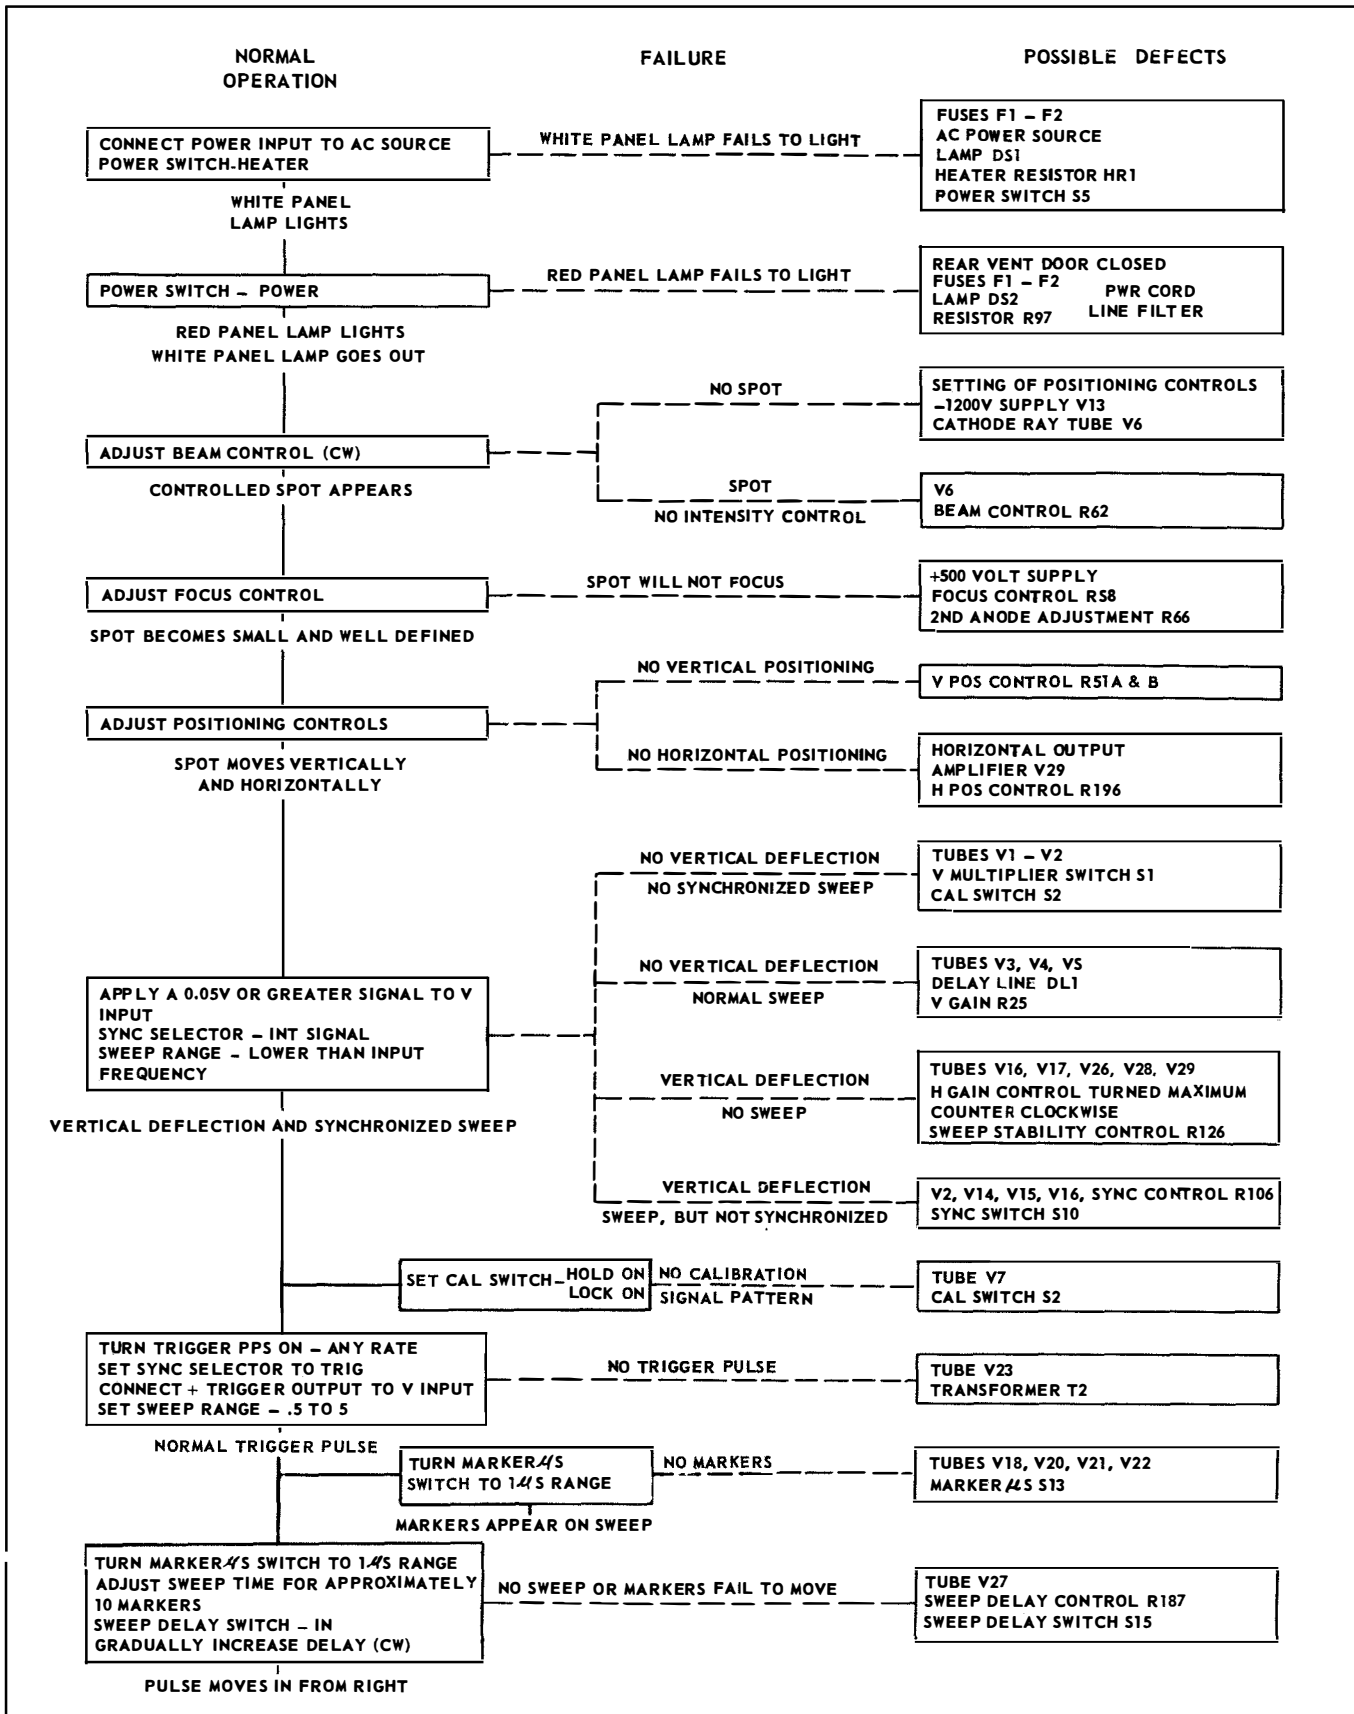 NORMAL
OPERATION
FAILURE
POSSIBLE DEFECTS
CONNECT POWER INPUT TO AC SOURCE
POWER SWITCH-HEATER
WHITE PANEL LAMP FAILS TO LIGHT
FUSES F1 – F2
AC POWER SOURCE
LAMP DS1
HEATER RESISTOR HR1
POWER SWITCH S5
WHITE PANEL
LAMP LIGHTS
POWER SWITCH – POWER
RED PANEL LAMP FAILS TO LIGHT
REAR VENT DOOR CLOSED
FUSES F1 – F2
LAMP DS2
RESISTOR R97
PWR CORD
LINE FILTER
RED PANEL LAMP LIGHTS
WHITE PANEL LAMP GOES OUT
ADJUST BEAM CONTROL (CW)
NO SPOT
SETTING OF POSITIONING CONTROLS
–1200V SUPPLY V13
CATHODE RAY TUBE V6
CONTROLLED SPOT APPEARS
SPOT
NO INTENSITY CONTROL
V6
BEAM CONTROL R62
ADJUST FOCUS CONTROL
SPOT WILL NOT FOCUS
+500 VOLT SUPPLY
FOCUS CONTROL RS8
2ND ANODE ADJUSTMENT R66
SPOT BECOMES SMALL AND WELL DEFINED
ADJUST POSITIONING CONTROLS
NO VERTICAL POSITIONING
V POS CONTROL R51A & B
SPOT MOVES VERTICALLY
AND HORIZONTALLY
NO HORIZONTAL POSITIONING
HORIZONTAL OUTPUT
AMPLIFIER V29
H POS CONTROL R196
APPLY A 0.05V OR GREATER SIGNAL TO V
INPUT
SYNC SELECTOR – INT SIGNAL
SWEEP RANGE – LOWER THAN INPUT
FREQUENCY
NO VERTICAL DEFLECTION
NO SYNCHRONIZED SWEEP
TUBES V1 – V2
V MULTIPLIER SWITCH S1
CAL SWITCH S2
NO VERTICAL DEFLECTION
NORMAL SWEEP
TUBES V3, V4, VS
DELAY LINE DL1
V GAIN R25
VERTICAL DEFLECTION
NO SWEEP
TUBES V16, V17, V26, V28, V29
H GAIN CONTROL TURNED MAXIMUM
COUNTER CLOCKWISE
SWEEP STABILITY CONTROL R126
VERTICAL DEFLECTION AND SYNCHRONIZED SWEEP
VERTICAL DEFLECTION
SWEEP, BUT NOT SYNCHRONIZED
V2, V14, V15, V16, SYNC CONTROL R106
SYNC SWITCH S10
SET CAL SWITCH – HOLD ON
LOCK ON
NO CALIBRATION
SIGNAL PATTERN
TUBE V7
CAL SWITCH S2
TURN TRIGGER PPS ON – ANY RATE
SET SYNC SELECTOR TO TRIG
CONNECT + TRIGGER OUTPUT TO V INPUT
SET SWEEP RANGE – .5 TO 5
NO TRIGGER PULSE
TUBE V23
TRANSFORMER T2
NORMAL TRIGGER PULSE
TURN MARKER μS
SWITCH TO 1μS RANGE
NO MARKERS
TUBES V18, V20, V21, V22
MARKER μS S13
MARKERS APPEAR ON SWEEP
TURN MARKER μS SWITCH TO 1μS RANGE
ADJUST SWEEP TIME FOR APPROXIMATELY
10 MARKERS
SWEEP DELAY SWITCH – IN
GRADUALLY INCREASE DELAY (CW)
NO SWEEP OR MARKERS FAIL TO MOVE
TUBE V27
SWEEP DELAY CONTROL R187
SWEEP DELAY SWITCH S15
PULSE MOVES IN FROM RIGHT